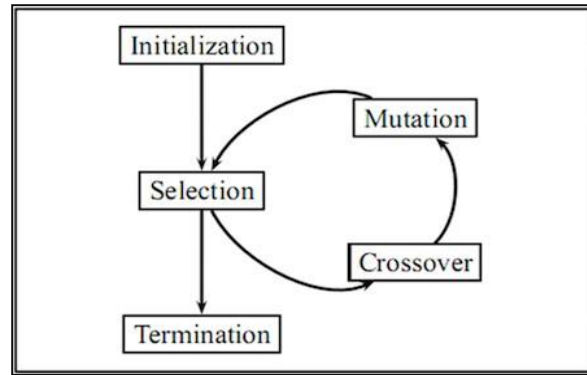 Initialization
Mutation
Selection
Crossover
Termination